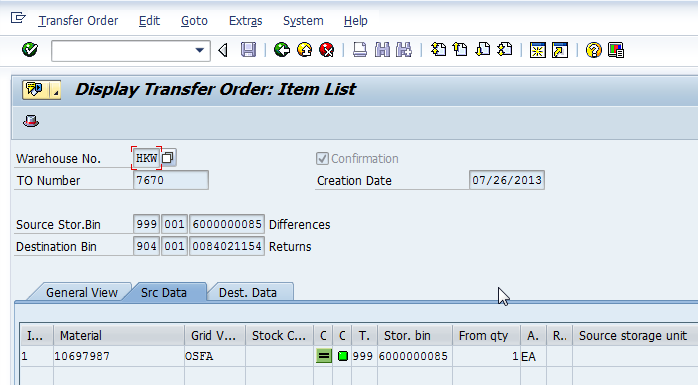 Transfer Order Edit Goto Extras System Help
Display Transfer Order: Item List
Warehouse No. HKW Confirmation
TO Number 7670 Creation Date 07/26/2013
Source Stor.Bin 999 001 6000000085 Differences
Destination Bin 904 001 0084021154 Returns
General View Src Data Dest. Data
I... Material Grid V... Stock C... C C T. Stor. bin From qty A. R.. Source storage unit
1 10697987 OSFA 999 6000000085 1 EA